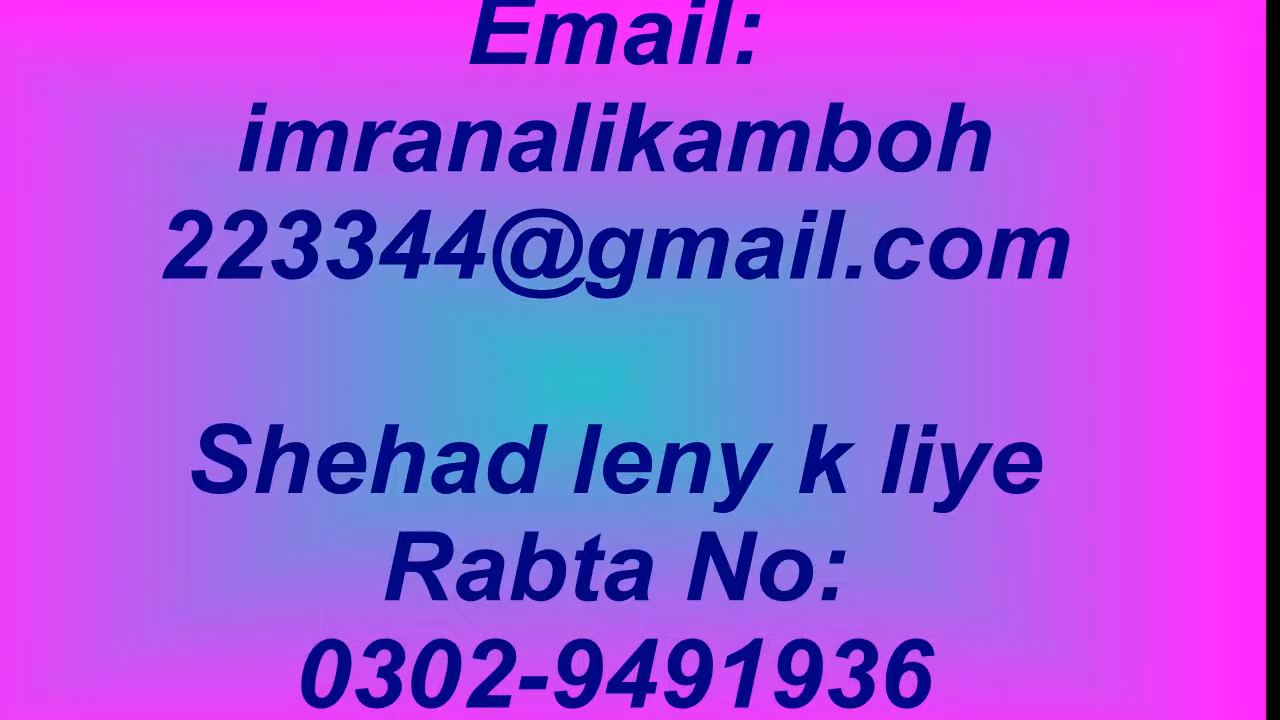 Email:
imranalikamboh
223344@gmail.com
Shehad leny k liye
Rabta No:
0302-9491936